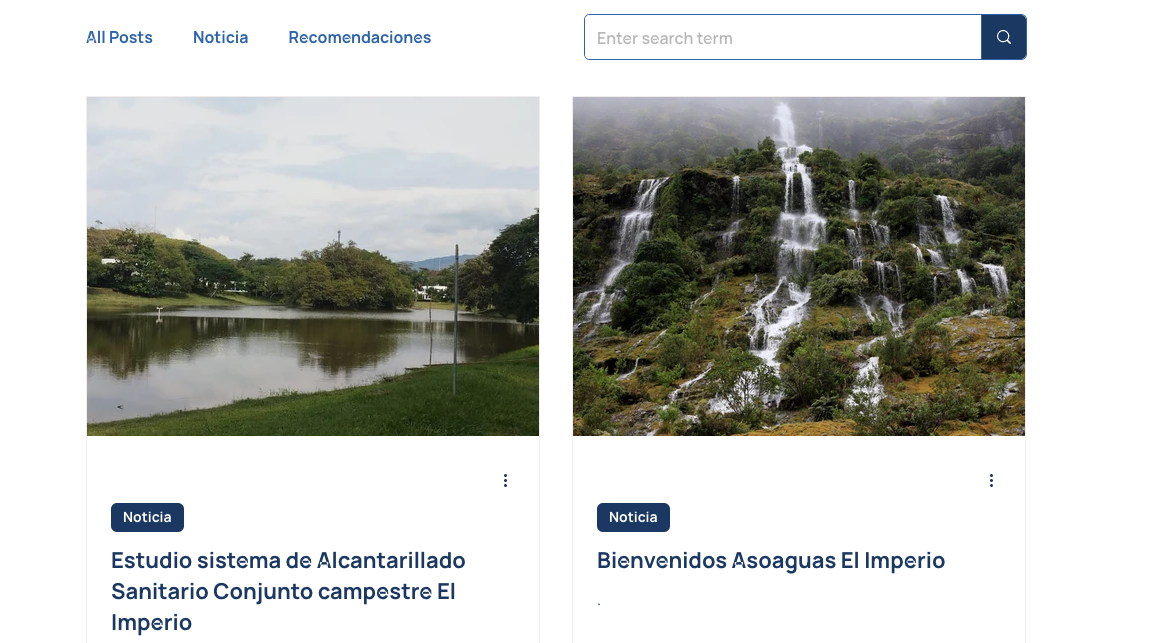 All Posts
Noticia
Recomendaciones
Enter search term
Noticia
Estudio sistema de Alcantarillado
Sanitario Conjunto campestre El
Imperio
Noticia
Bienvenidos Asoaguas El Imperio
.